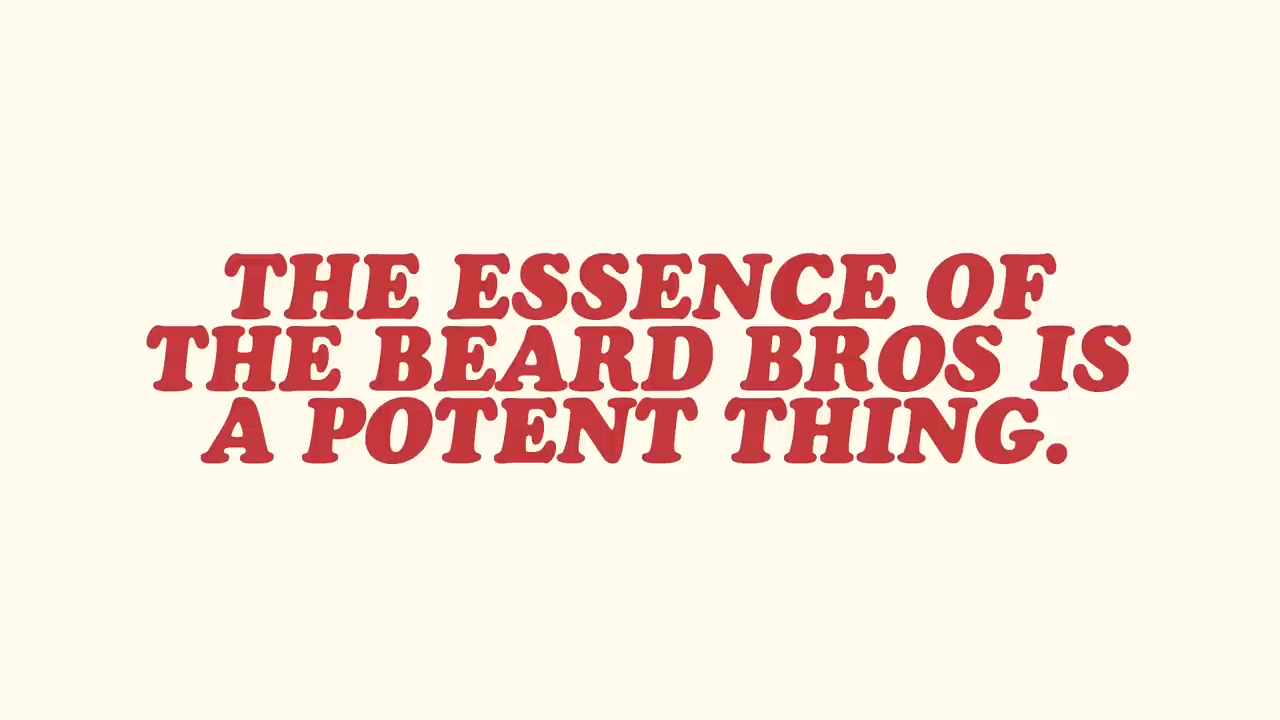 THE ESSENCE OF
THE BEARD BROS IS
A POTENT THING.